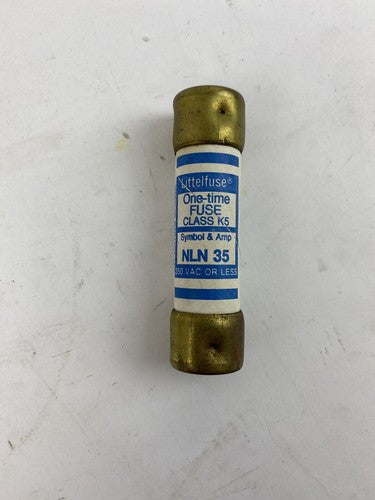 Littelfuse®
One-time
FUSE
CLASS K5
Symbol & Amp
NLN 35
250 VAC OR LESS